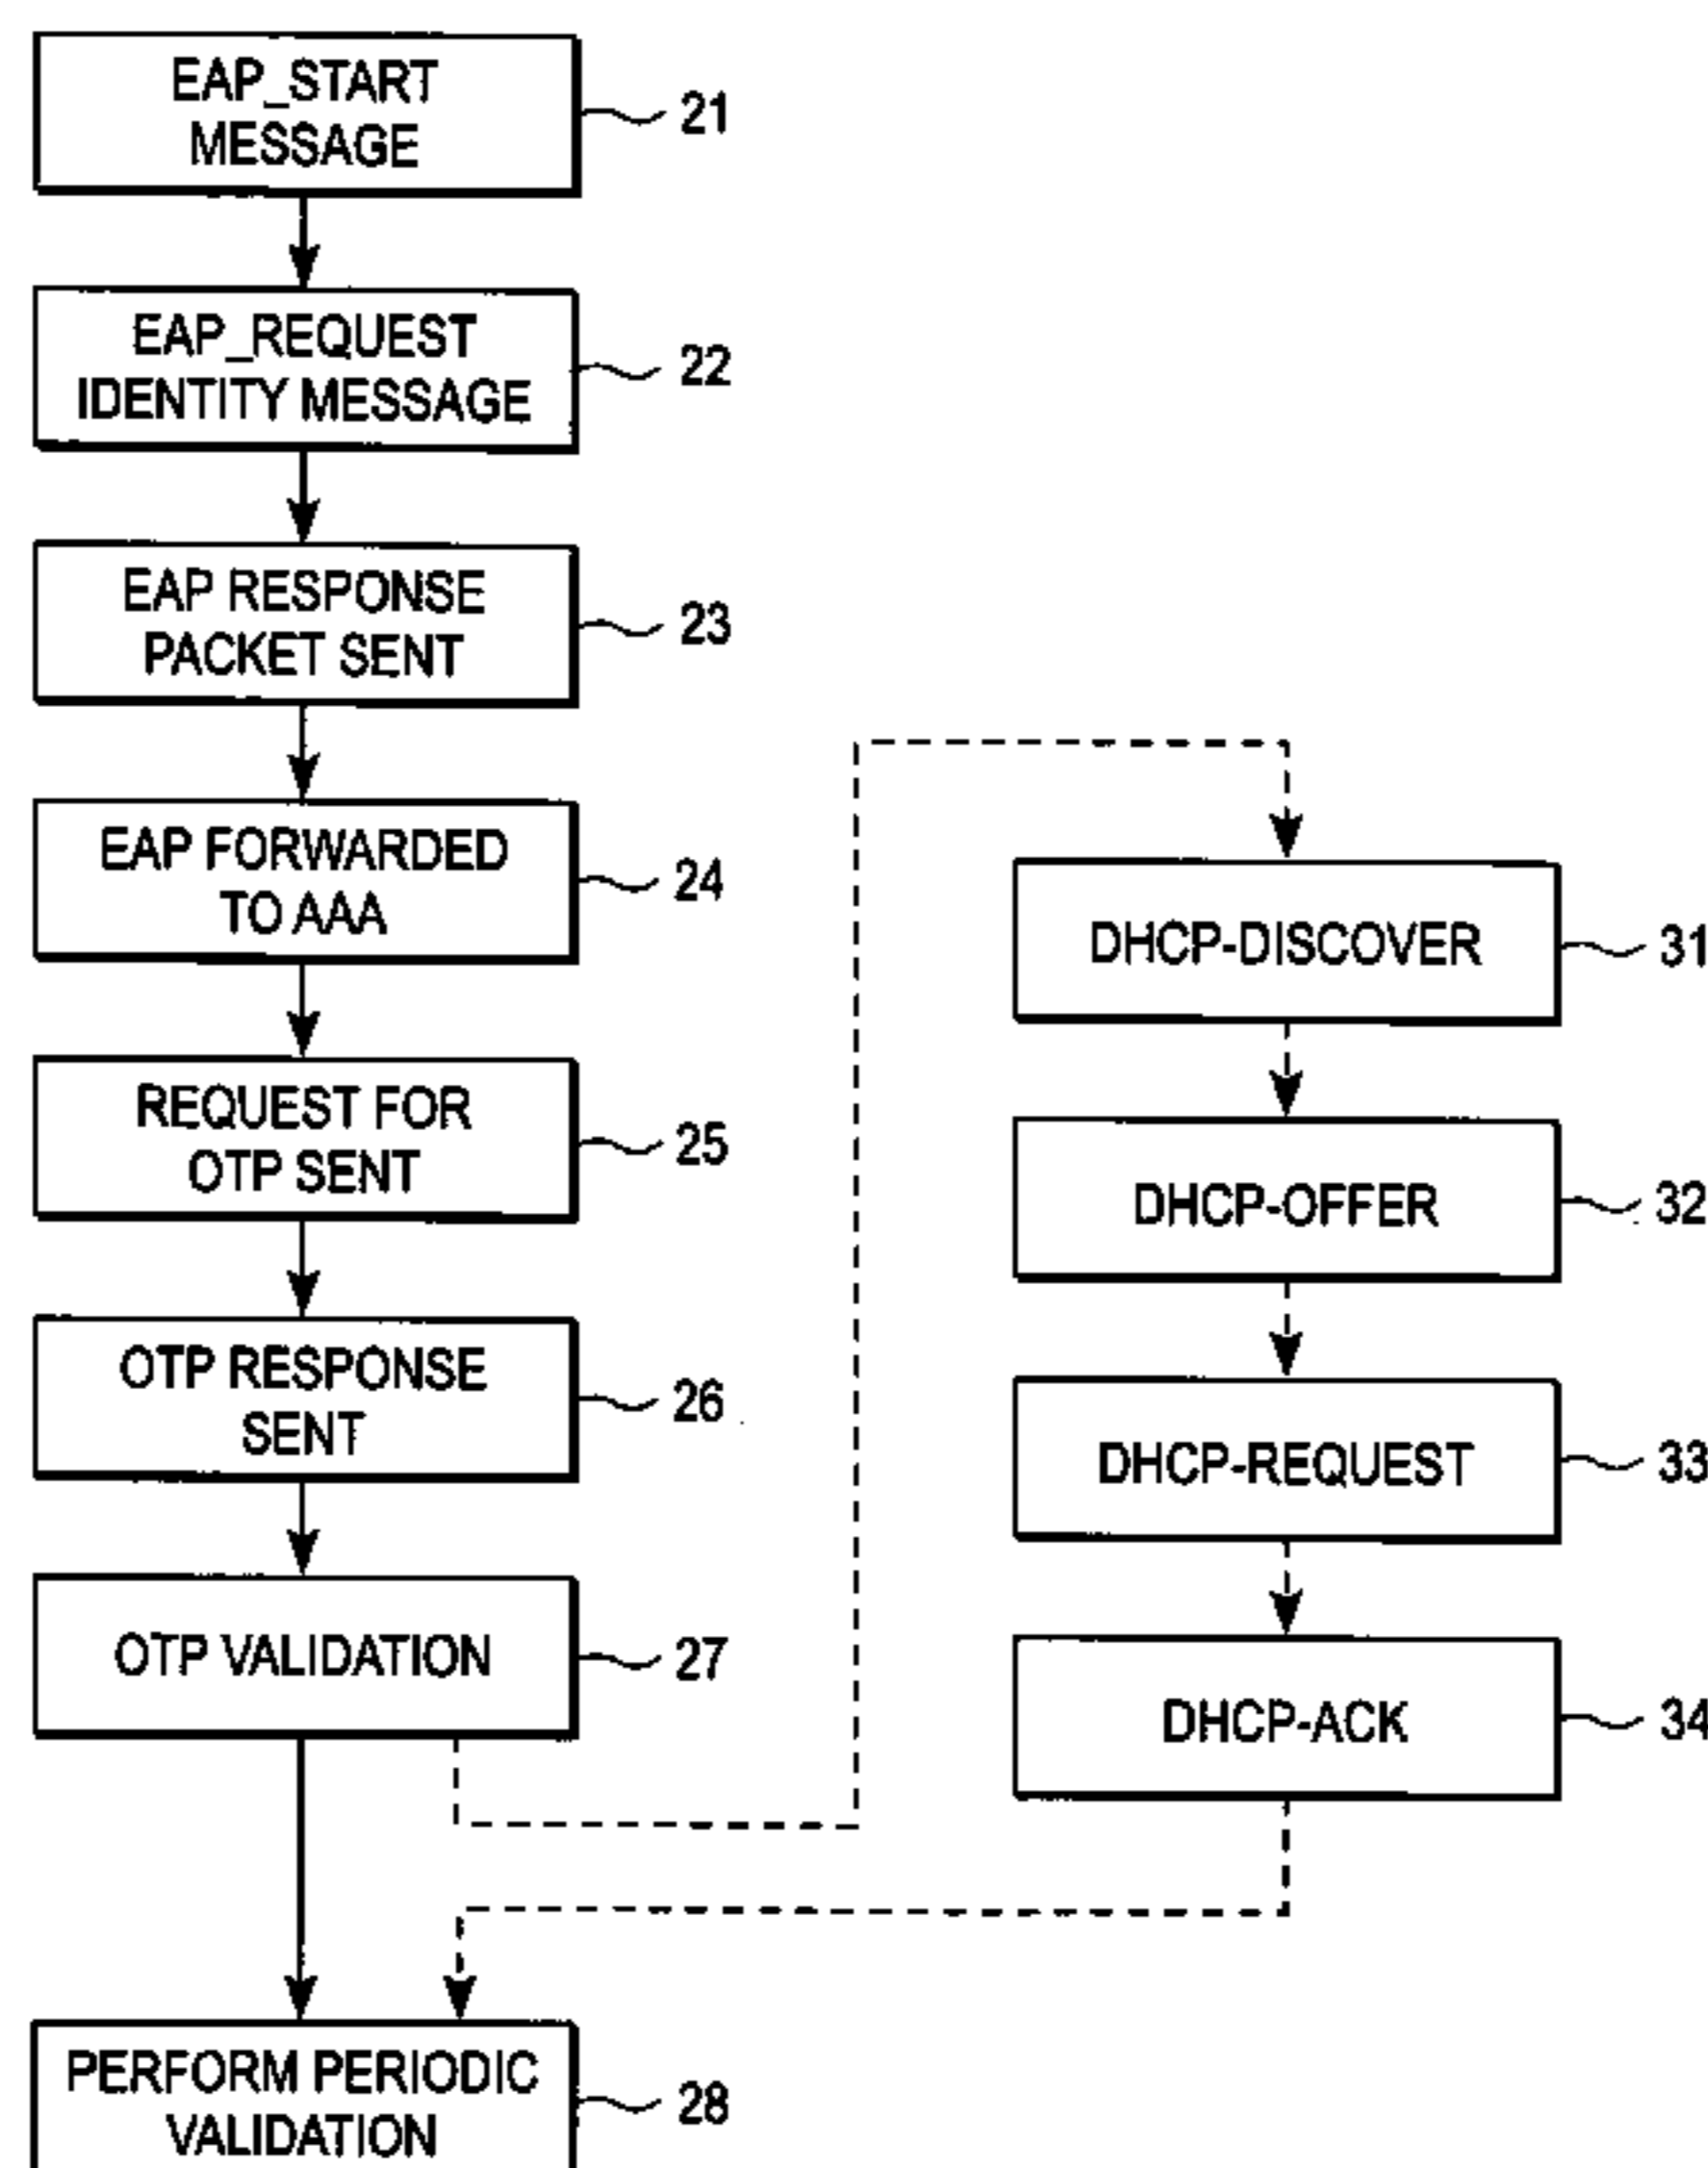 EAP_START
MESSAGE
21
EAP_REQUEST
IDENTITY MESSAGE
22
EAP RESPONSE
PACKET SENT
23
EAP FORWARDED
TO AAA
24
REQUEST FOR
OTP SENT
25
OTP RESPONSE
SENT
26
OTP VALIDATION
27
PERFORM PERIODIC
VALIDATION
28
DHCP-DISCOVER
31
DHCP-OFFER
32
DHCP-REQUEST
33
DHCP-ACK
34